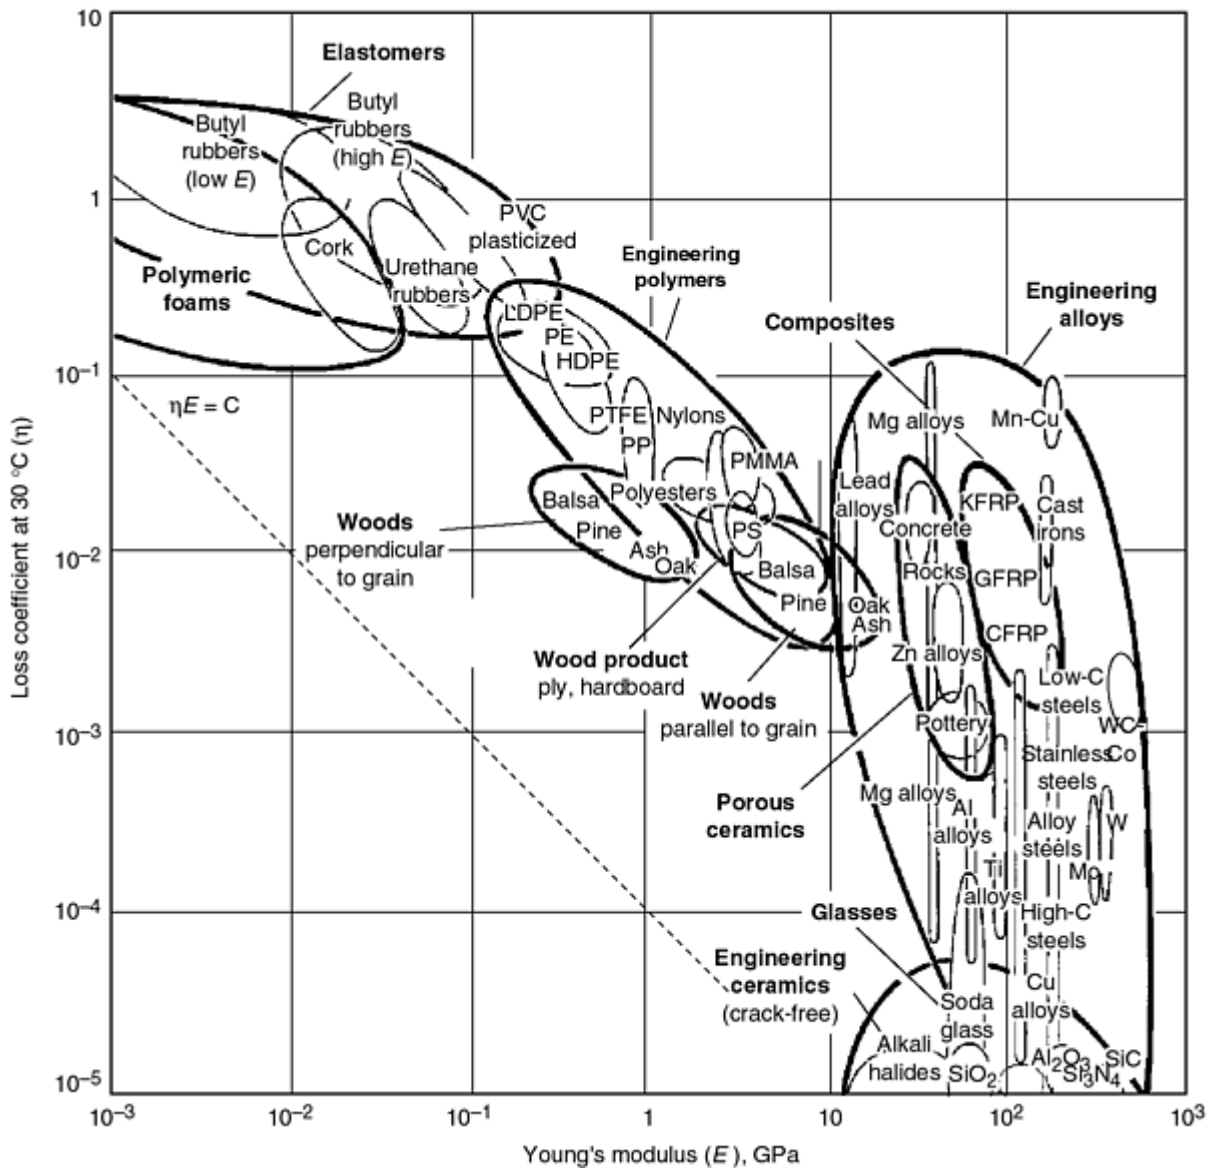 10
1
10⁻¹
10⁻²
10⁻³
10⁻⁴
10⁻⁵
Loss coefficient at 30 °C (η)
10⁻³
10⁻²
10⁻¹
1
10
10²
10³
Young's modulus (E), GPa
Elastomers
Butyl
rubbers
(low E)
Butyl
rubbers
(high E)
Cork
Polymeric
foams
Urethane
rubbers
PVC
plasticized
Engineering
polymers
ηE = C
LDPE
PE
HDPE
PTFE
PP
Nylons
PMMA
Polyesters
PS
Woods
perpendicular
to grain
Balsa
Pine
Ash
Oak
Wood product
ply, hardboard
Balsa
Pine
Oak
Ash
Woods
parallel to grain
Composites
Engineering
alloys
Mg alloys
Mn-Cu
Lead
alloys
KFRP
Cast
irons
Concrete
Rocks
GFRP
CFRP
Zn alloys
Low-C
steels
Pottery
WC-
Co
Stainless
steels
Porous
ceramics
Mg alloys
Al
alloys
Alloy
steels
W
Mo
Ti
alloys
High-C
steels
Glasses
Engineering
ceramics
(crack-free)
Soda
glass
Cu
alloys
Alkali
halides
SiO₂
Al₂O₃
SiC
Si₃N₄